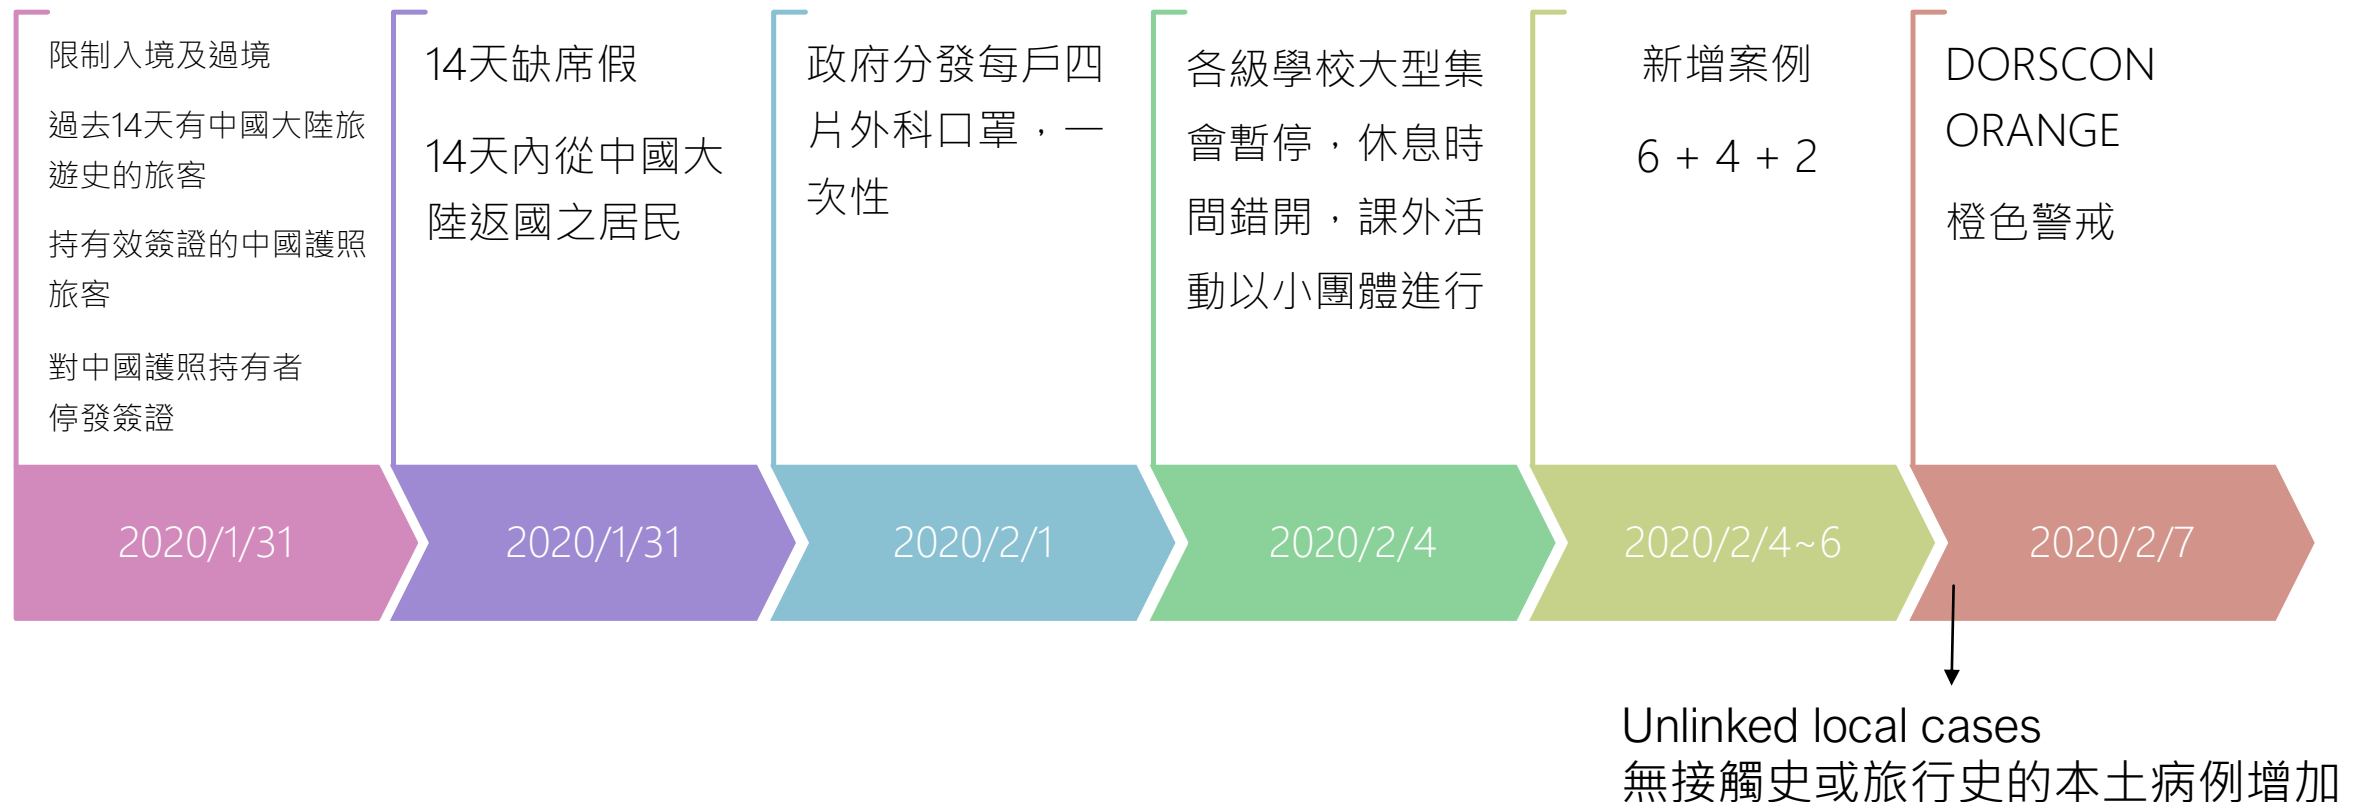 限制入境及過境
過去14天有中國大陸旅
遊史的旅客
持有效簽證的中國護照
旅客
對中國護照持有者
停發簽證
2020/1/31
14天缺席假
14天內從中國大
陸返國之居民
2020/1/31
政府分發每戶四
片外科口罩，一
次性
2020/2/1
各級學校大型集
會暫停，休息時
間錯開，課外活
動以小團體進行
2020/2/4
新增案例
6 + 4 + 2
2020/2/4~6
DORSCON
ORANGE
橙色警戒
2020/2/7
Unlinked local cases
無接觸史或旅行史的本土病例增加